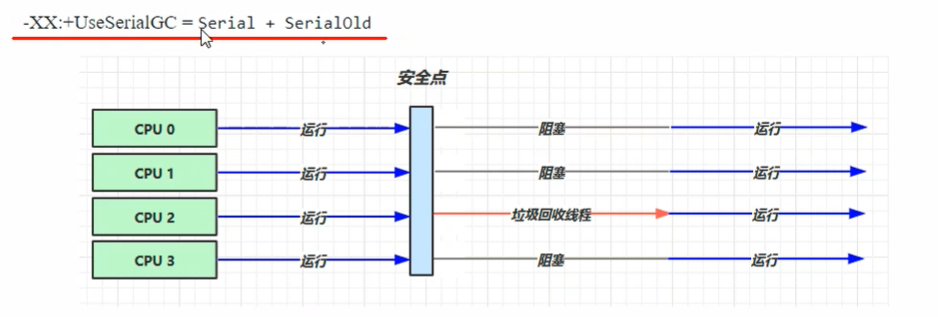 -XX:+UseSerialGC = Serial + SerialOld
安全点
CPU 0 运行 阻塞 运行
CPU 1 运行 阻塞 运行
CPU 2 运行 垃圾回收线程 运行
CPU 3 运行 阻塞 运行